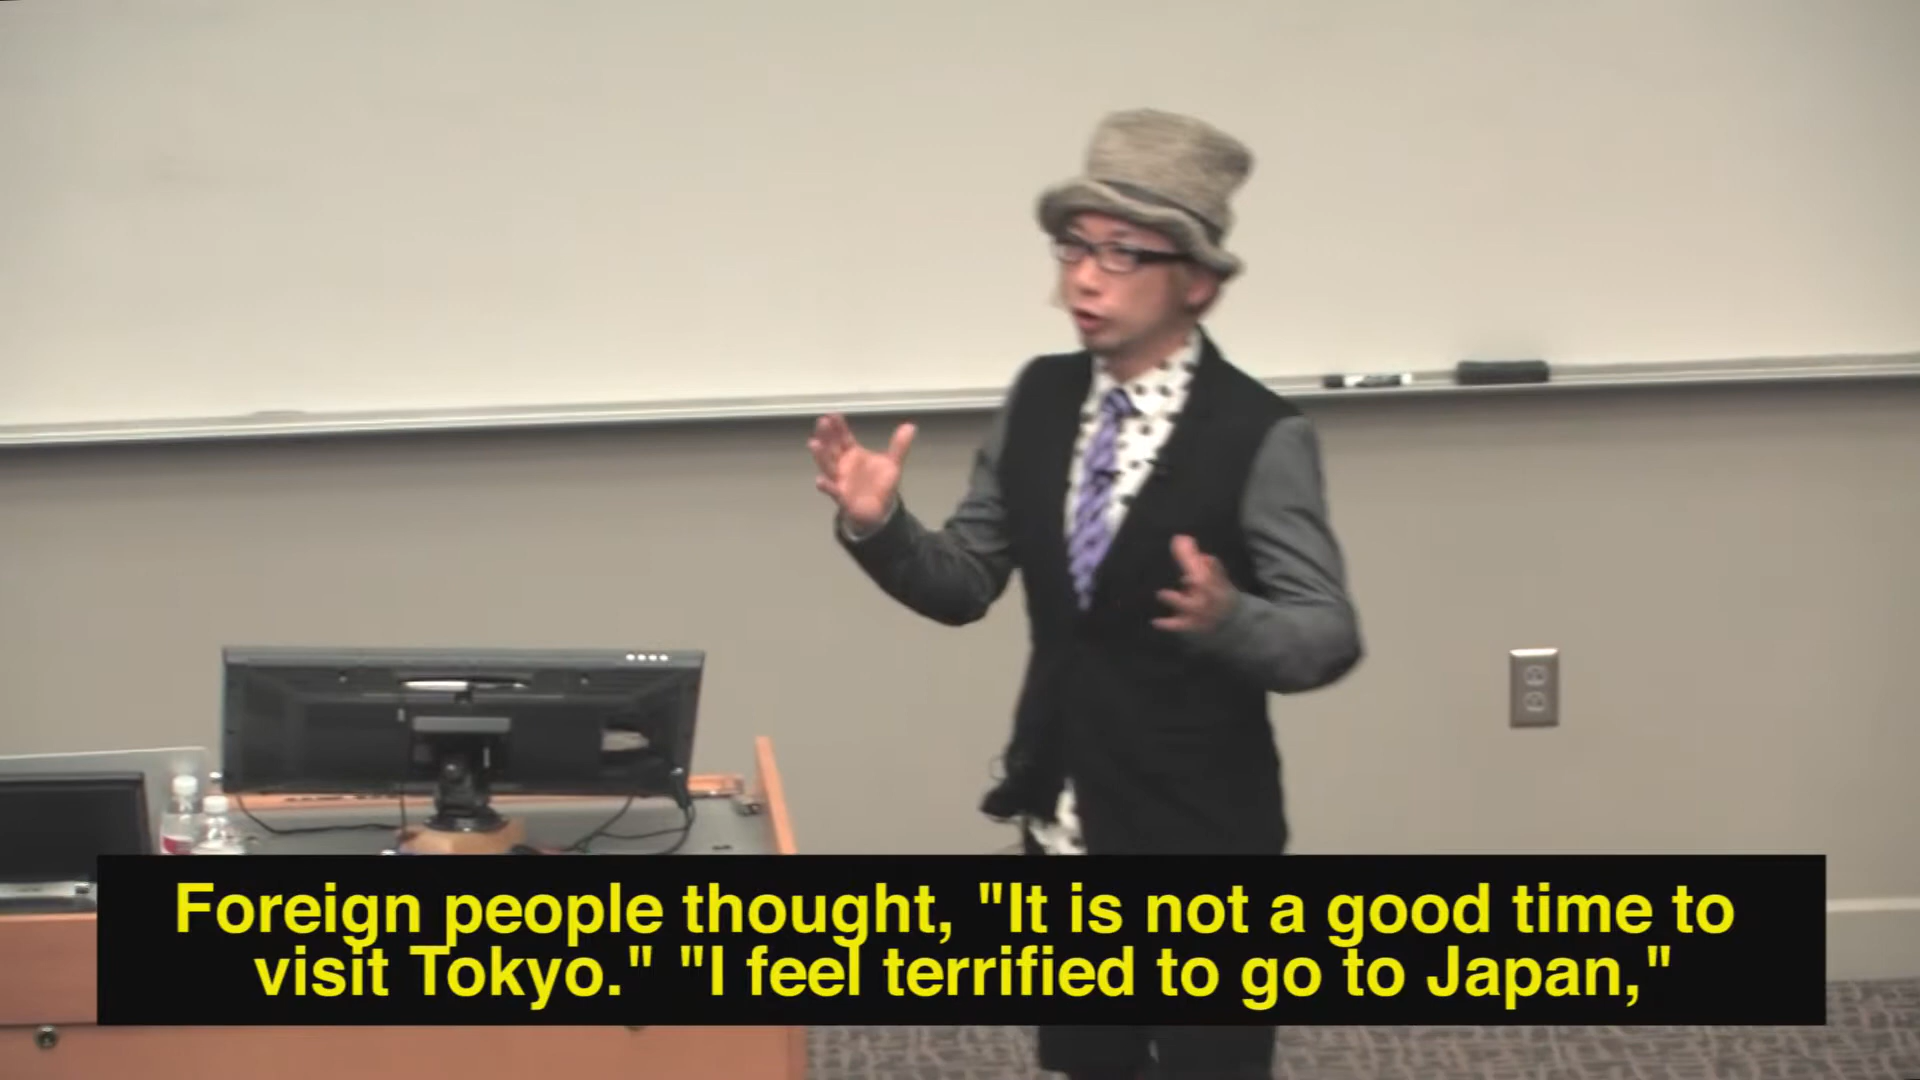 Foreign people thought, "It is not a good time to
visit Tokyo." "I feel terrified to go to Japan,"